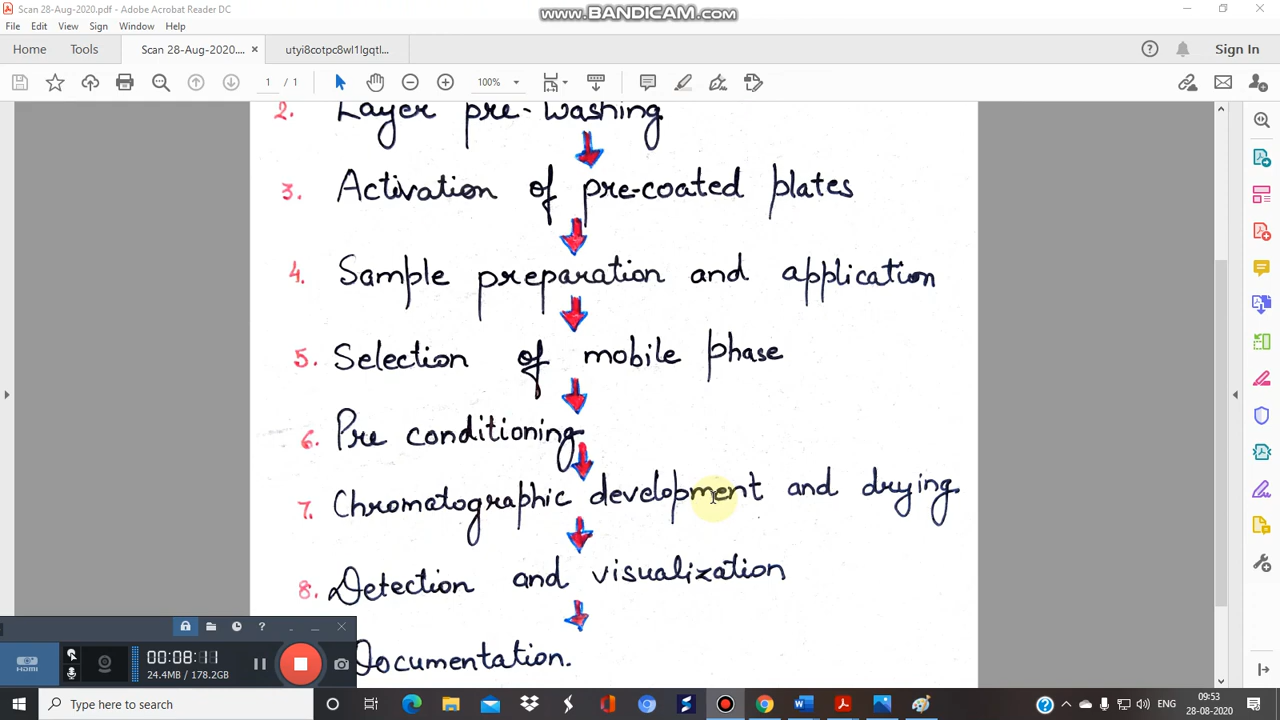 Scan 28-Aug-2020.pdf - Adobe Acrobat Reader DC
www.BANDICAM.com
File Edit View Sign Window Help
Home Tools Scan 28-Aug-2020.... × utyi8cotpc8wl1lgqtl... Sign In
1 / 1 100%
2. Layer pre-washing
3. Activation of pre-coated plates
4. Sample preparation and application
5. Selection of mobile phase
6. Pre conditioning
7. Chromatographic development and drying.
8. Detection and visualization
Documentation.
HDMI 00:08:11
24.4MB / 178.2GB
Type here to search
ENG 09:53
28-08-2020